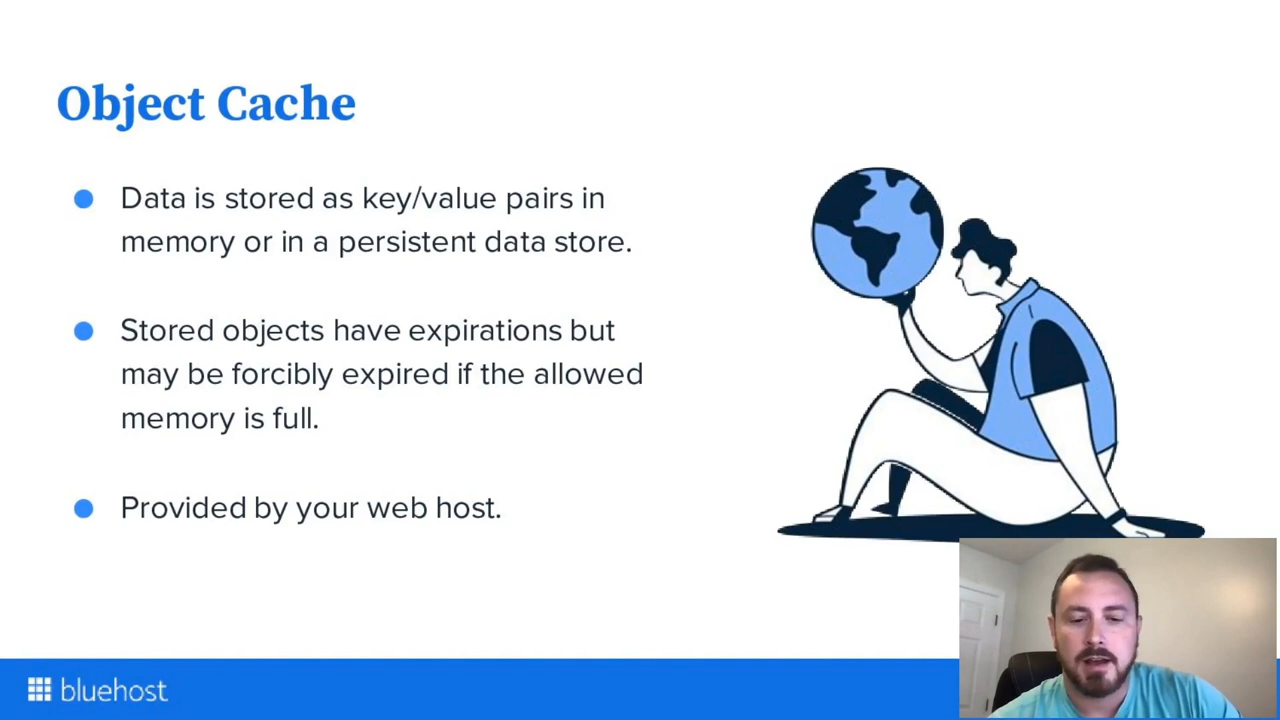 Object Cache
Data is stored as key/value pairs in
memory or in a persistent data store.
Stored objects have expirations but
may be forcibly expired if the allowed
memory is full.
Provided by your web host.
bluehost